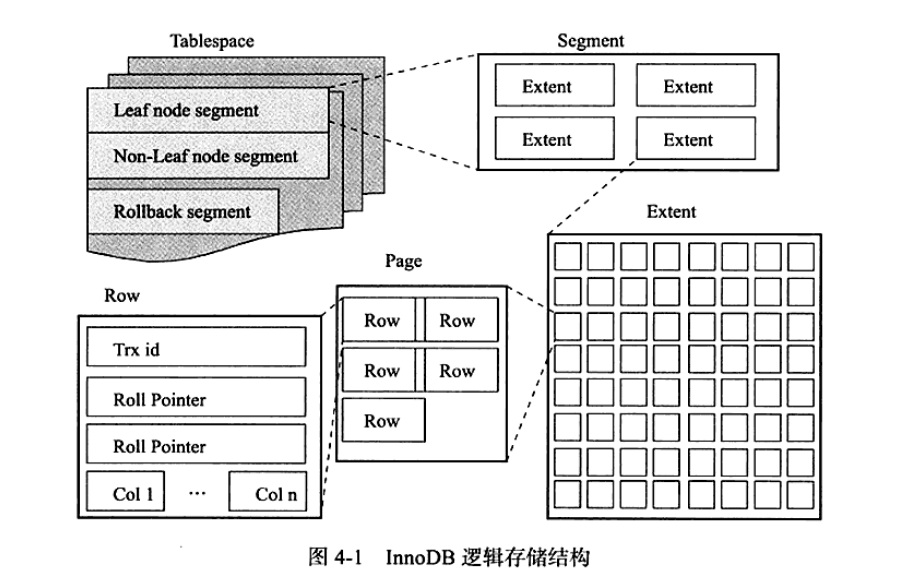 Tablespace
Leaf node segment
Non-Leaf node segment
Rollback segment
Segment
Extent
Extent
Extent
Extent
Extent
Page
Row
Row
Row
Row
Row
Row
Trx id
Roll Pointer
Roll Pointer
Col 1
...
Col n
图 4-1 InnoDB 逻辑存储结构